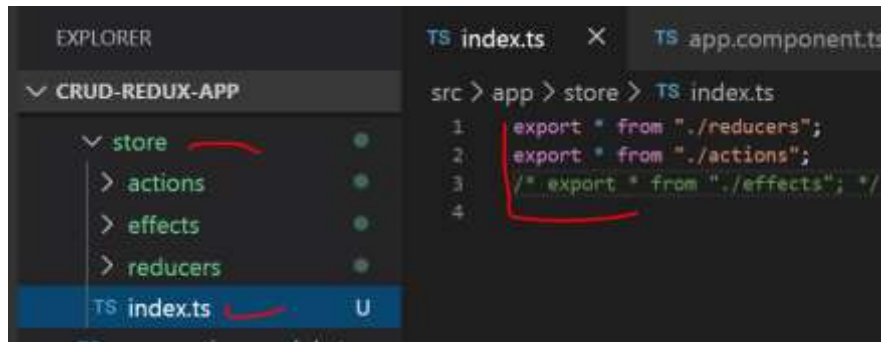 EXPLORER
CRUD-REDUX-APP
store
actions
effects
reducers
TS index.ts U
TS index.ts × TS app.component.ts
src > app > store > TS index.ts
1 export * from "./reducers";
2 export * from "./actions";
3 /* export * from "./effects"; */
4